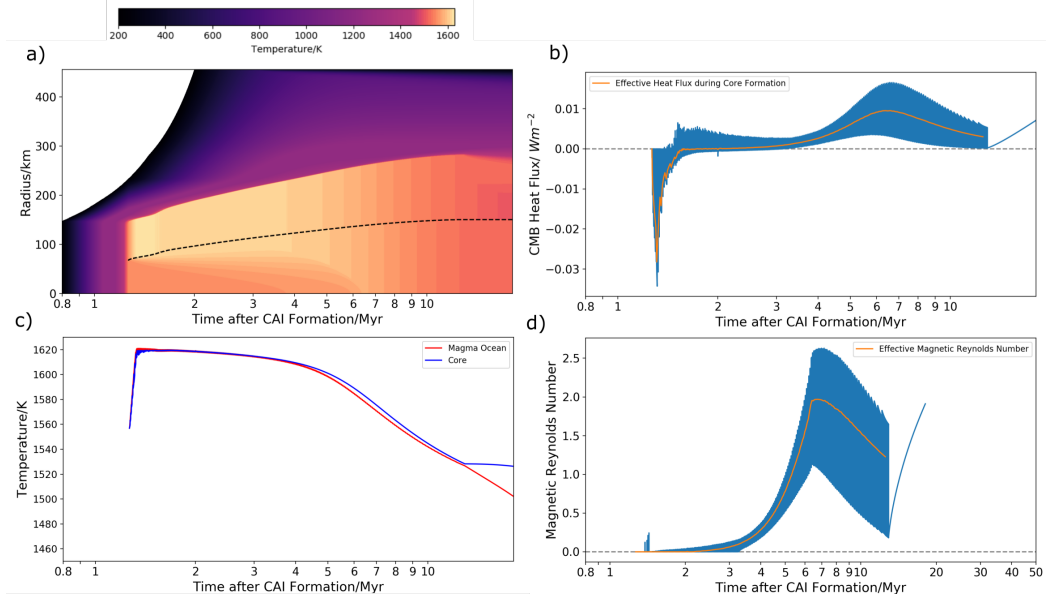 200 400 600 800 1000 1200 1400 1600
Temperature/K
a)
400
300
200
100
0
Radius/km
0.8 1 2 3 4 5 6 7 8 9 10
Time after CAI Formation/Myr
b)
Effective Heat Flux during Core Formation
0.01
0.00
−0.01
−0.02
−0.03
CMB Heat Flux/ Wm⁻²
0.8 1 2 3 4 5 6 7 8 9 10 20 30 40 50
Time after CAI Formation/Myr
c)
Magma Ocean
Core
1620
1600
1580
1560
1540
1520
1500
1480
1460
Temperature/K
0.8 1 2 3 4 5 6 7 8 9 10
Time after CAI Formation/Myr
d)
Effective Magnetic Reynolds Number
2.5
2.0
1.5
1.0
0.5
0.0
Magnetic Reynolds Number
0.8 1 2 3 4 5 6 7 8 9 10 20 30 40 50
Time after CAI Formation/Myr